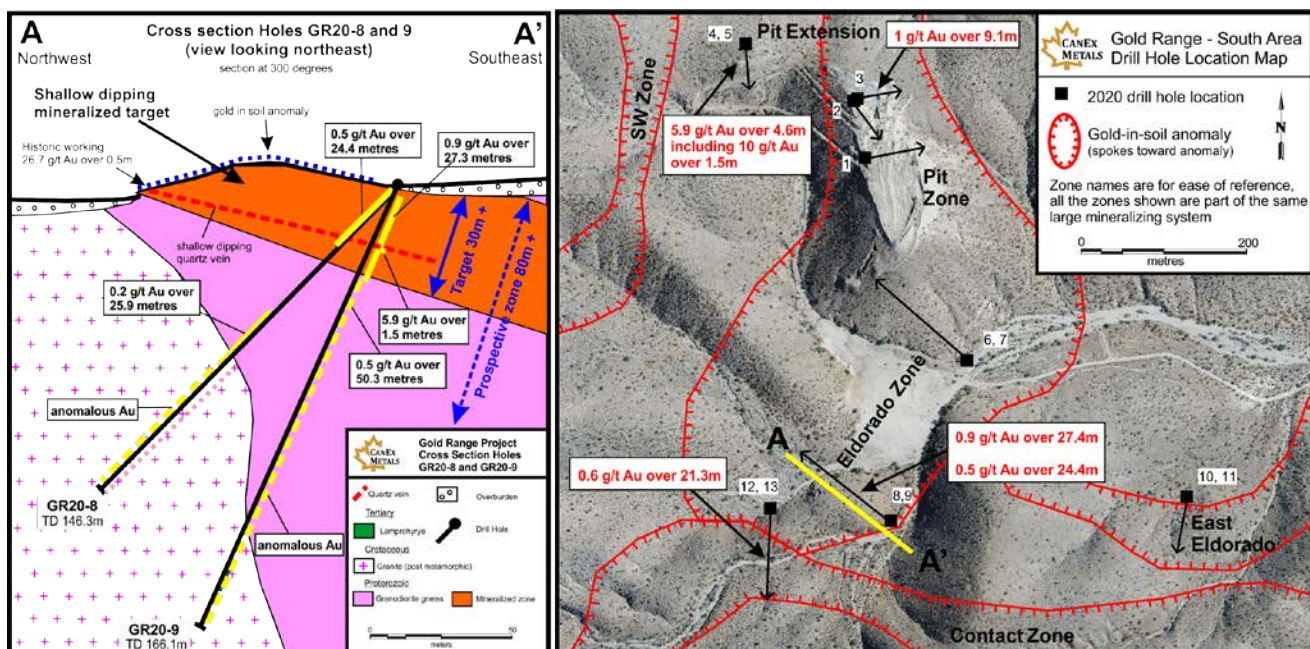 A
A'
Cross section Holes GR20-8 and 9
(view looking northeast)
section at 300 degrees
Northwest
Southeast
Shallow dipping
mineralized target
gold in soil anomaly
Historic working
26.7 g/t Au over 0.5m
0.5 g/t Au over
24.4 metres
0.9 g/t Au over
27.3 metres
shallow dipping
quartz vein
Target 30m +
Prospective zone 80m +
0.2 g/t Au over
25.9 metres
5.9 g/t Au over
1.5 metres
0.5 g/t Au over
50.3 metres
anomalous Au
anomalous Au
GR20-8
TD 146.3m
GR20-9
TD 166.1m
CANEX
METALS
Gold Range Project
Cross Section Holes
GR20-8 and GR20-9
Quartz vein
Overburden
Tertiary
Lamprohyrye
Drill Hole
Cretaceous
Granite (post metamorphic)
Proterozoic
Granodiorite gneiss
Mineralized zone
0
50
meters
4, 5
Pit Extension
1 g/t Au over 9.1m
SW Zone
3
2
1
5.9 g/t Au over 4.6m
including 10 g/t Au
over 1.5m
Pit
Zone
6, 7
Eldorado Zone
A
0.9 g/t Au over 27.4m
0.5 g/t Au over 24.4m
0.6 g/t Au over 21.3m
12, 13
8,9
10, 11
East
Eldorado
A'
Contact Zone
CANEX
METALS
Gold Range - South Area
Drill Hole Location Map
2020 drill hole location
Gold-in-soil anomaly
(spokes toward anomaly)
N
Zone names are for ease of reference,
all the zones shown are part of the same
large mineralizing system
0
200
metres